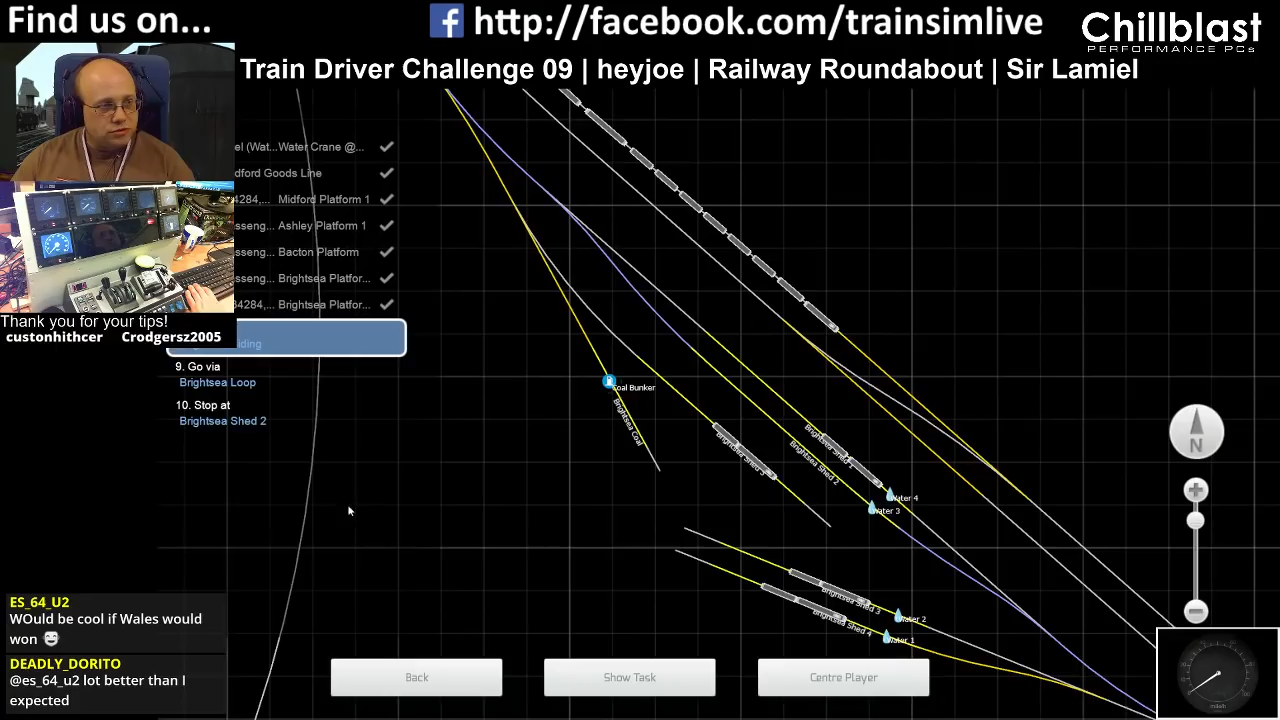 Find us on...
f http://facebook.com/trainsimlive
Chillblast
PERFORMANCE PCs
Train Driver Challenge 09 | heyjoe | Railway Roundabout | Sir Lamiel
el (Wat... Water Crane @...
dford Goods Line
4284,... Midford Platform 1
sseng... Ashley Platform 1
sseng... Bacton Platform
sseng... Brightsea Platfor...
34284,... Brightsea Platfor...
iding
9. Go via
Brightsea Loop
10. Stop at
Brightsea Shed 2
Thank you for your tips!
custonhithcer Crodgersz2005
Coal Bunker
Brightsea Coal
Brightsea Shed 1
Brightsea Shed 2
Water 4
Water 3
Brightsea Shed 3
Water 2
Brightsea Shed 4
Water 1
N
ES_64_U2
WOuld be cool if Wales would
won
DEADLY_DORITO
@es_64_u2 lot better than I
expected
Back
Show Task
Centre Player